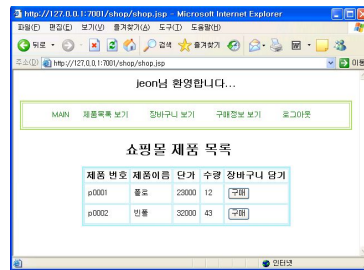 http://127.0.0.1:7001/shop/shop.jsp - Microsoft Internet Explorer
파일(F) 편집(E) 보기(V) 즐겨찾기(A) 도구(T) 도움말(H)
뒤로 검색 즐겨찾기
주소(D) http://127.0.0.1:7001/shop/shop.jsp 이동
jeon님 환영합니다...
MAIN 제품목록 보기 장바구니 보기 구매정보 보기 로그아웃
쇼핑몰 제품 목록
제품 번호 제품이름 단가 수량 장바구니 담기
p0001 폴로 23000 12 구매
p0002 빈폴 32000 43 구매
인터넷